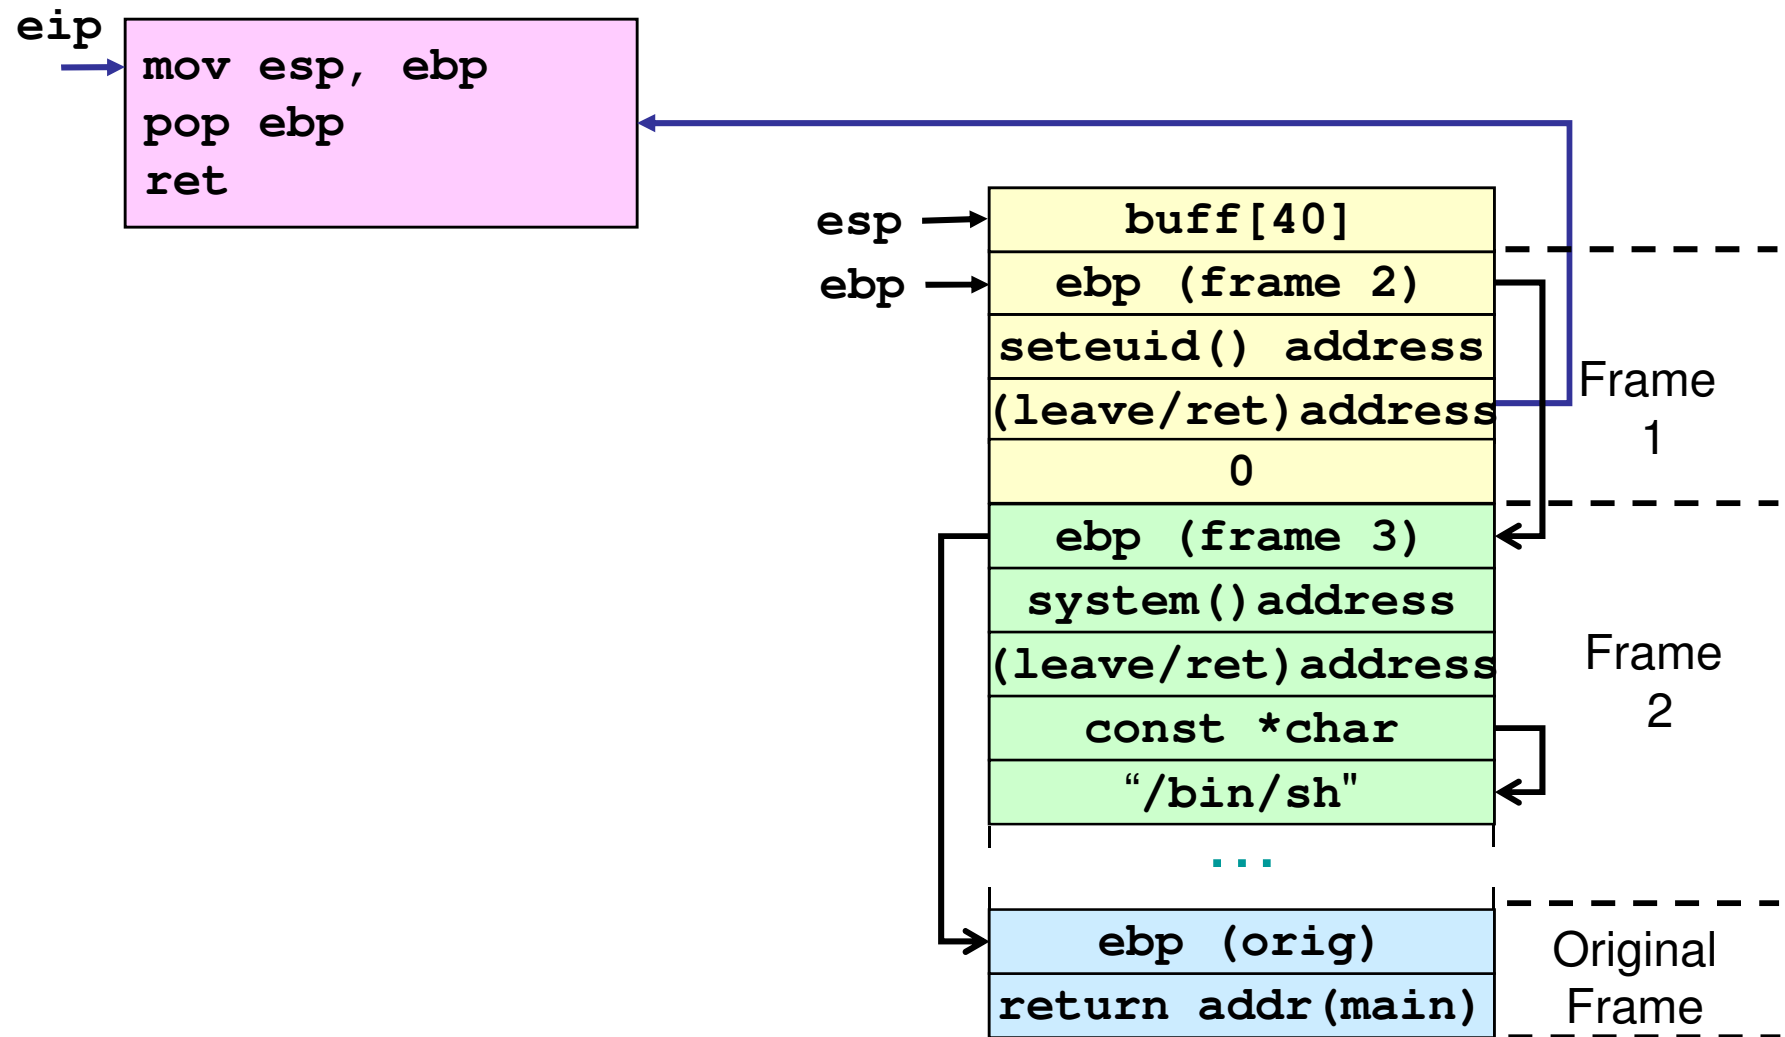 eip
mov esp, ebp
pop ebp
ret
esp
buff[40]
ebp
ebp (frame 2)
seteuid() address
(leave/ret)address
0
Frame
1
ebp (frame 3)
system()address
(leave/ret)address
const *char
“/bin/sh"
Frame
2
...
ebp (orig)
return addr(main)
Original
Frame